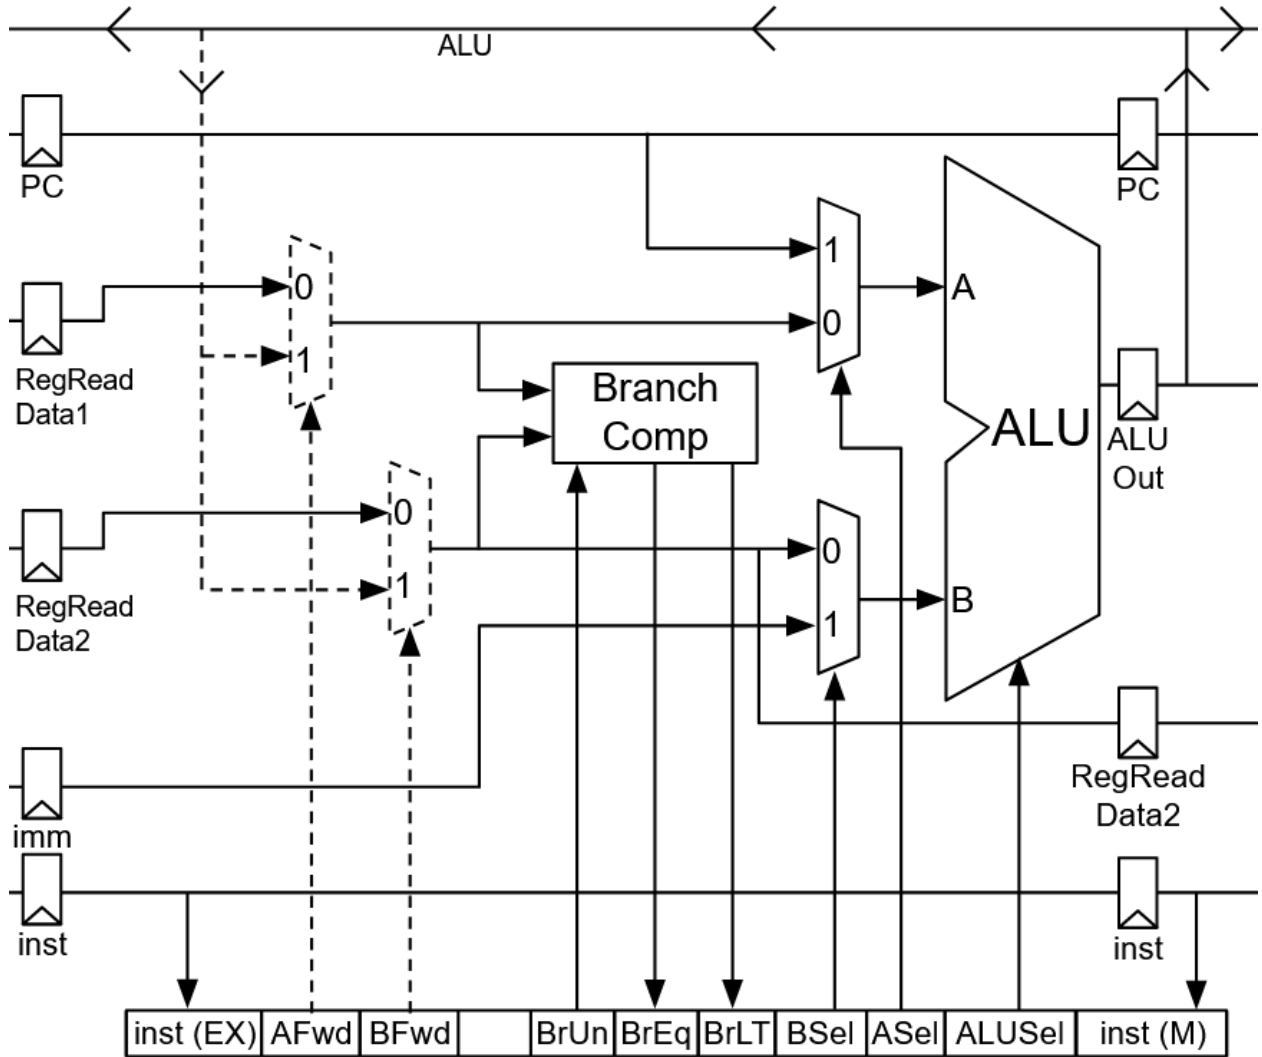 ALU
PC
PC
1
0
A
0
1
RegRead
Data1
Branch
Comp
ALU
ALU
Out
0
1
RegRead
Data2
0
1
B
imm
RegRead
Data2
inst
inst
inst (EX) AFwd BFwd BrUn BrEq BrLT BSel ASel ALUSel inst (M)